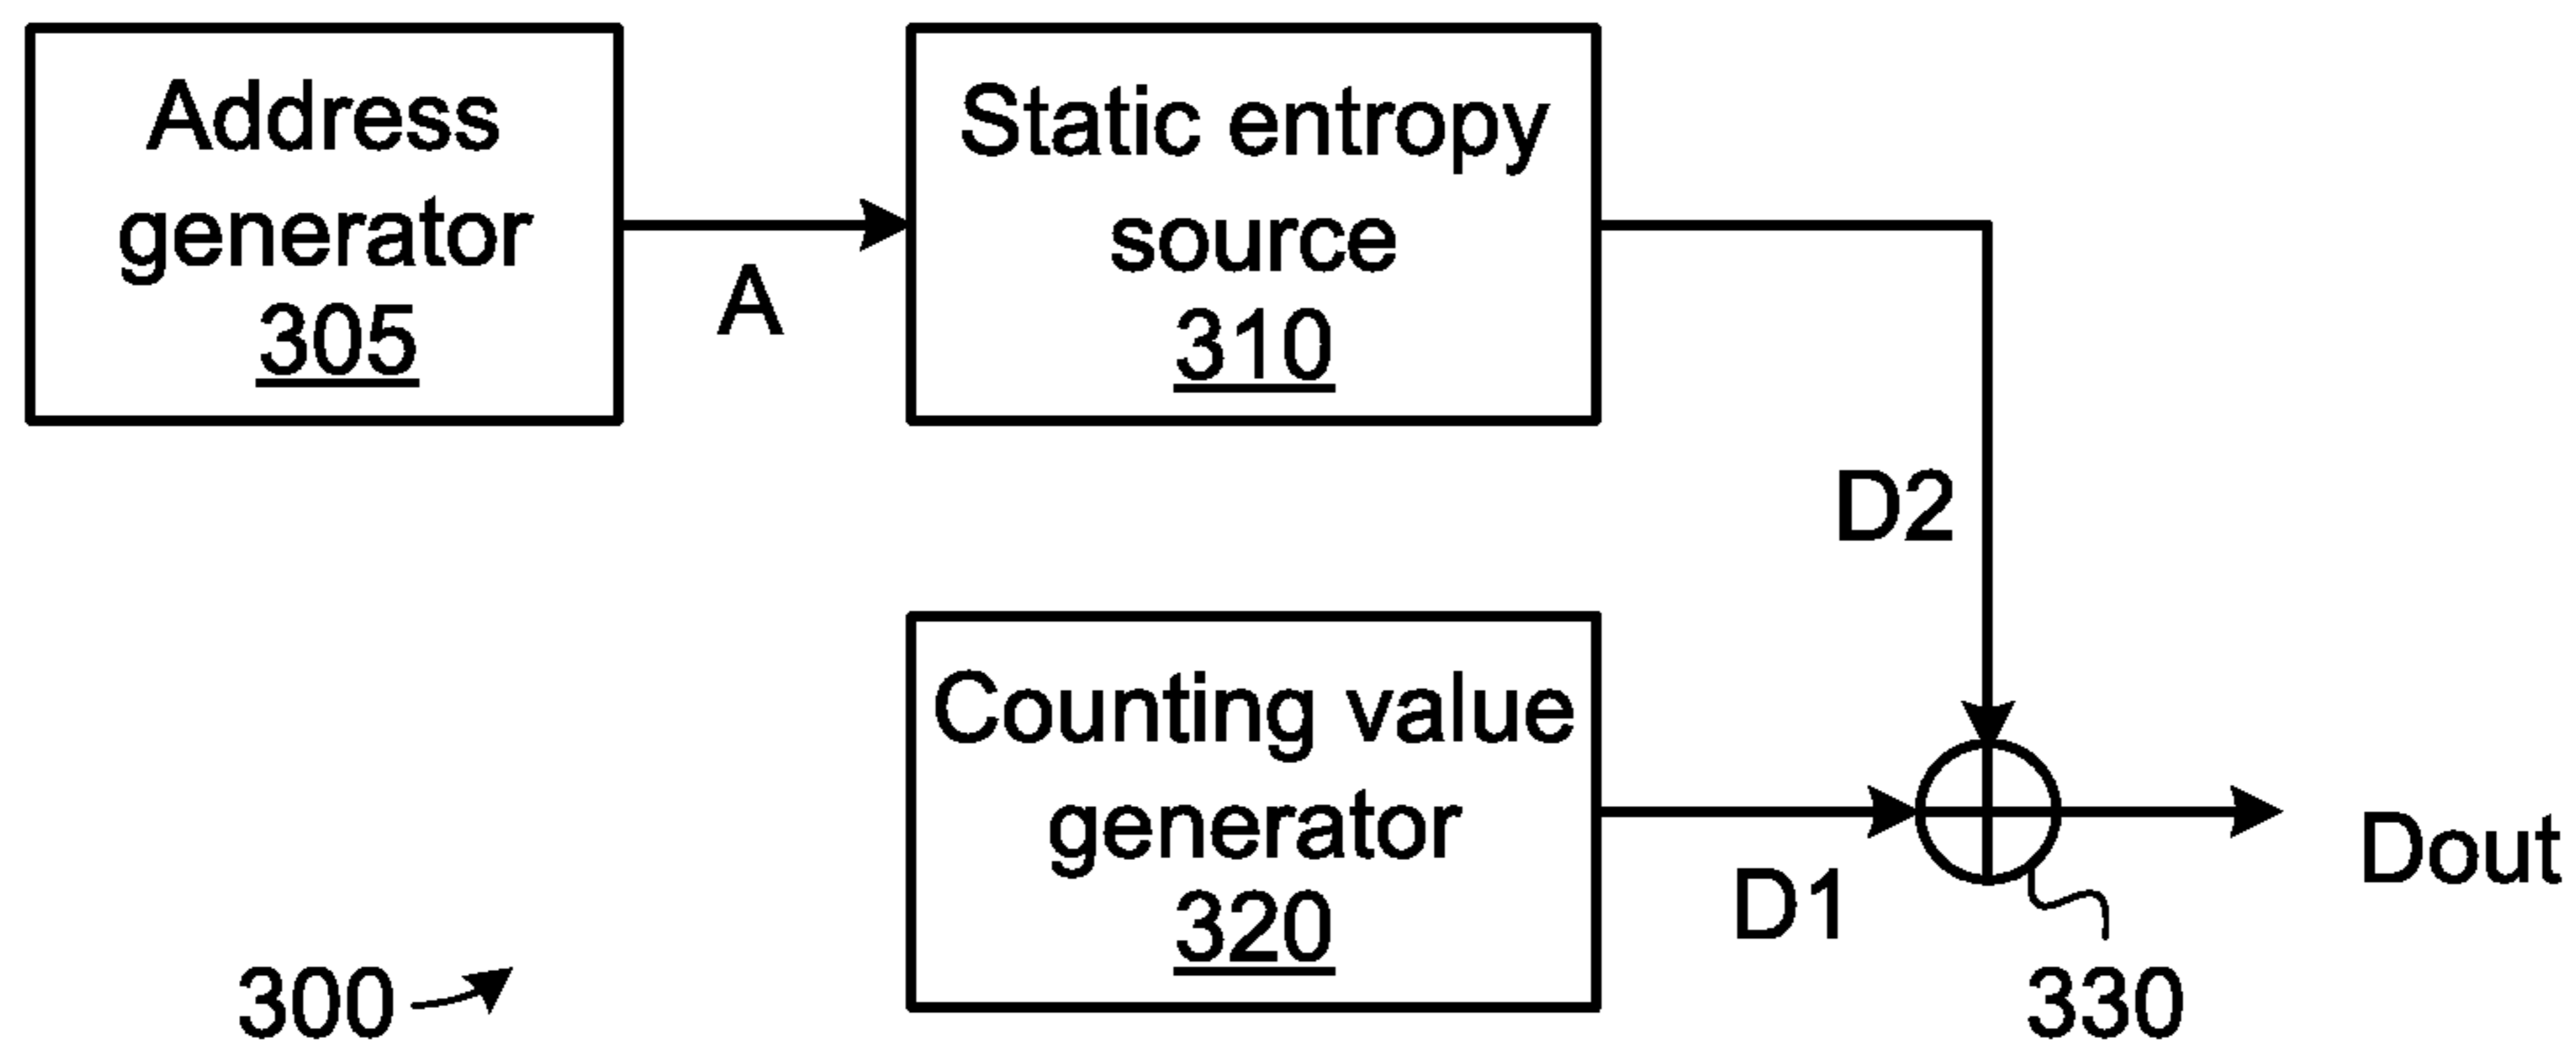 Address
generator
305
A
Static entropy
source
310
D2
Counting value
generator
320
D1
Dout
330
300